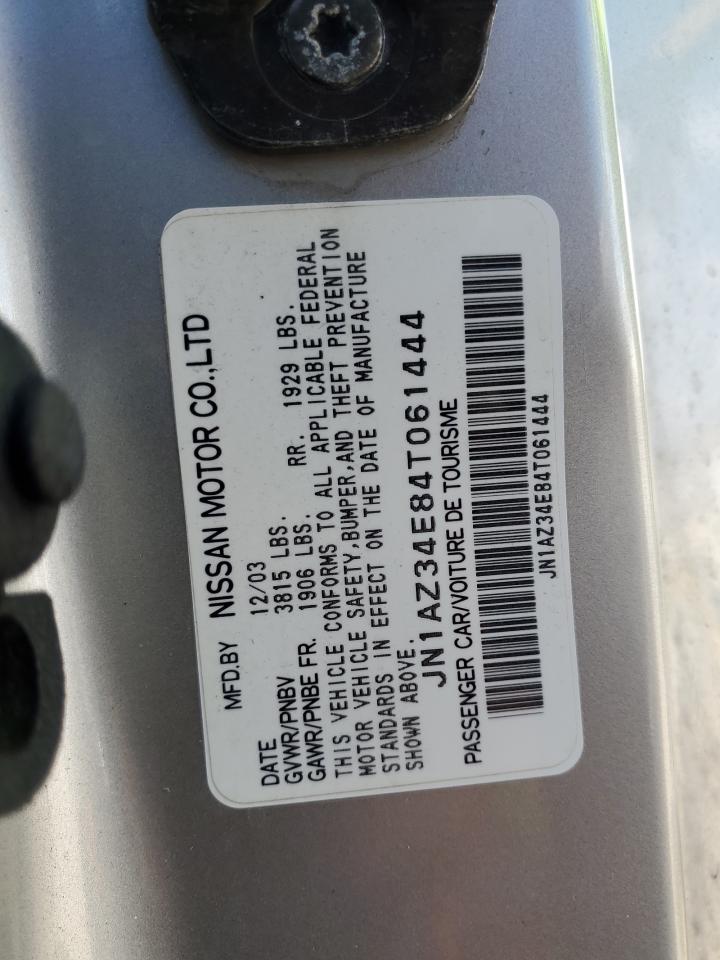 MFD.BY NISSAN MOTOR CO.,LTD
DATE 12/03
GVWR/PNBV 3815 LBS.
GAWR/PNBE FR. 1906 LBS. RR. 1929 LBS.
THIS VEHICLE CONFORMS TO ALL APPLICABLE FEDERAL
MOTOR VEHICLE SAFETY,BUMPER,AND THEFT PREVENTION
STANDARDS IN EFFECT ON THE DATE OF MANUFACTURE
SHOWN ABOVE.
JN1AZ34E84T061444
PASSENGER CAR/VOITURE DE TOURISME
JN1AZ34E84T061444